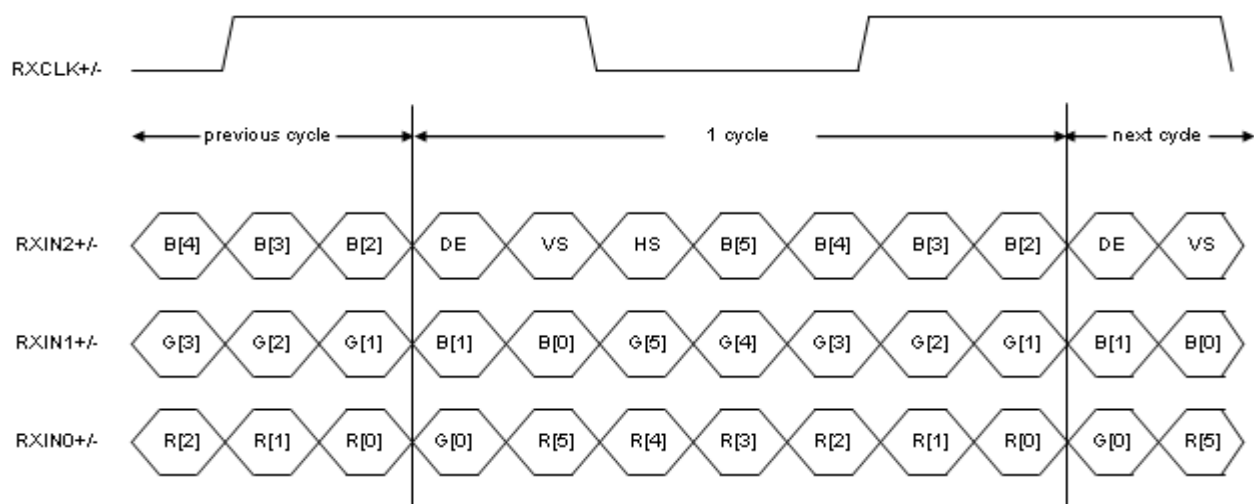 RXCLK+/-
previous cycle 1 cycle next cycle
RXIN2+/- B[4] B[3] B[2] DE VS HS B[5] B[4] B[3] B[2] DE VS
RXIN1+/- G[3] G[2] G[1] B[1] B[0] G[5] G[4] G[3] G[2] G[1] B[1] B[0]
RXIN0+/- R[2] R[1] R[0] G[0] R[5] R[4] R[3] R[2] R[1] R[0] G[0] R[5]